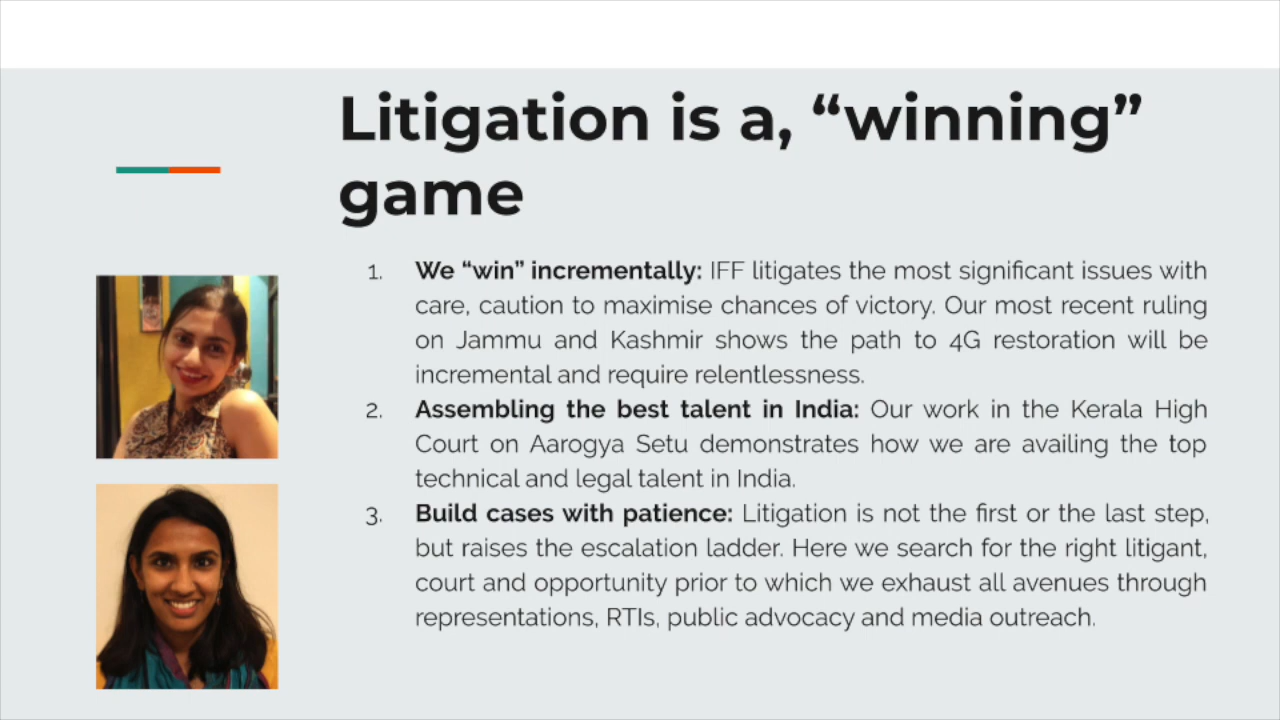 Litigation is a, “winning”
game
1. We “win” incrementally: IFF litigates the most significant issues with
care, caution to maximise chances of victory. Our most recent ruling
on Jammu and Kashmir shows the path to 4G restoration will be
incremental and require relentlessness.
2. Assembling the best talent in India: Our work in the Kerala High
Court on Aarogya Setu demonstrates how we are availing the top
technical and legal talent in India.
3. Build cases with patience: Litigation is not the first or the last step,
but raises the escalation ladder. Here we search for the right litigant,
court and opportunity prior to which we exhaust all avenues through
representations, RTIs, public advocacy and media outreach.